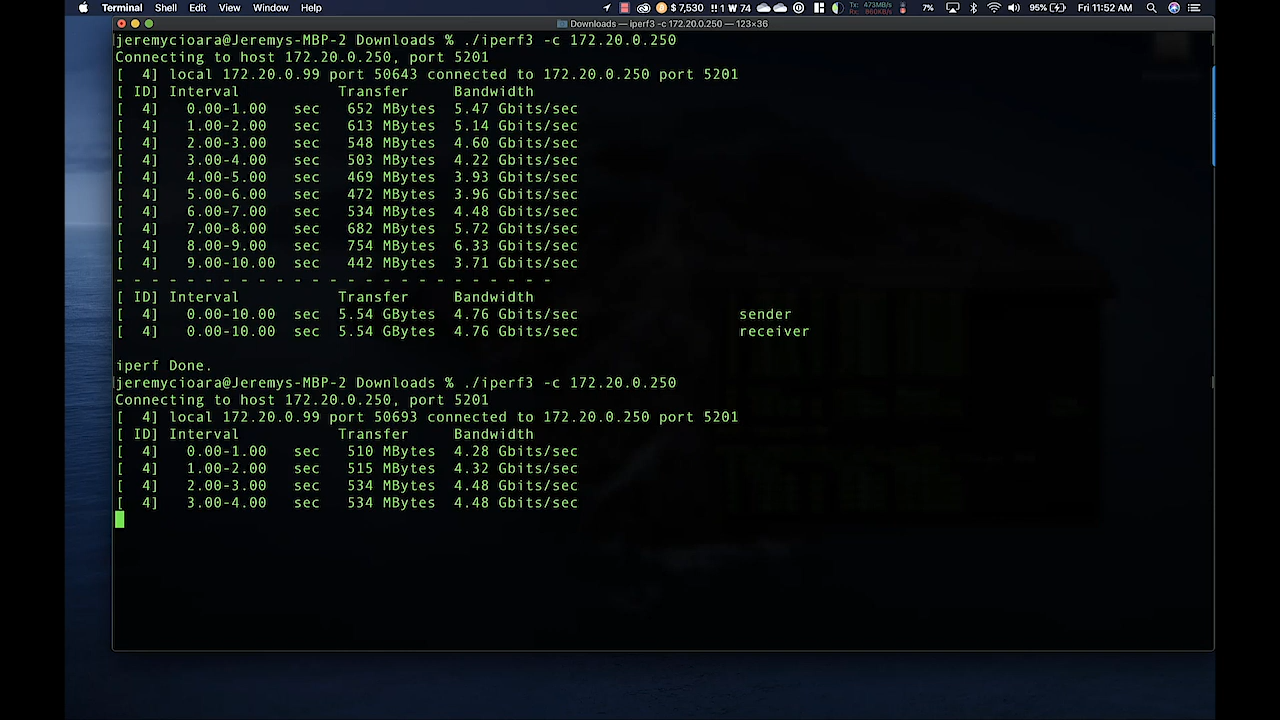 Terminal Shell Edit View Window Help $ 7,530 !! 1 W 74 Tx: 473MB/s Rx: 860KB/s 7% 95% Fri 11:52 AM
Downloads — iperf3 -c 172.20.0.250 — 123×36
jeremycioara@Jeremys-MBP-2 Downloads % ./iperf3 -c 172.20.0.250
Connecting to host 172.20.0.250, port 5201
[  4] local 172.20.0.99 port 50643 connected to 172.20.0.250 port 5201
[ ID] Interval           Transfer     Bandwidth
[  4]   0.00-1.00   sec   652 MBytes  5.47 Gbits/sec
[  4]   1.00-2.00   sec   613 MBytes  5.14 Gbits/sec
[  4]   2.00-3.00   sec   548 MBytes  4.60 Gbits/sec
[  4]   3.00-4.00   sec   503 MBytes  4.22 Gbits/sec
[  4]   4.00-5.00   sec   469 MBytes  3.93 Gbits/sec
[  4]   5.00-6.00   sec   472 MBytes  3.96 Gbits/sec
[  4]   6.00-7.00   sec   534 MBytes  4.48 Gbits/sec
[  4]   7.00-8.00   sec   682 MBytes  5.72 Gbits/sec
[  4]   8.00-9.00   sec   754 MBytes  6.33 Gbits/sec
[  4]   9.00-10.00  sec   442 MBytes  3.71 Gbits/sec
- - - - - - - - - - - - - - - - - - - - - - - - -
[ ID] Interval           Transfer     Bandwidth
[  4]   0.00-10.00  sec  5.54 GBytes  4.76 Gbits/sec                  sender
[  4]   0.00-10.00  sec  5.54 GBytes  4.76 Gbits/sec                  receiver
iperf Done.
jeremycioara@Jeremys-MBP-2 Downloads % ./iperf3 -c 172.20.0.250
Connecting to host 172.20.0.250, port 5201
[  4] local 172.20.0.99 port 50693 connected to 172.20.0.250 port 5201
[ ID] Interval           Transfer     Bandwidth
[  4]   0.00-1.00   sec   510 MBytes  4.28 Gbits/sec
[  4]   1.00-2.00   sec   515 MBytes  4.32 Gbits/sec
[  4]   2.00-3.00   sec   534 MBytes  4.48 Gbits/sec
[  4]   3.00-4.00   sec   534 MBytes  4.48 Gbits/sec